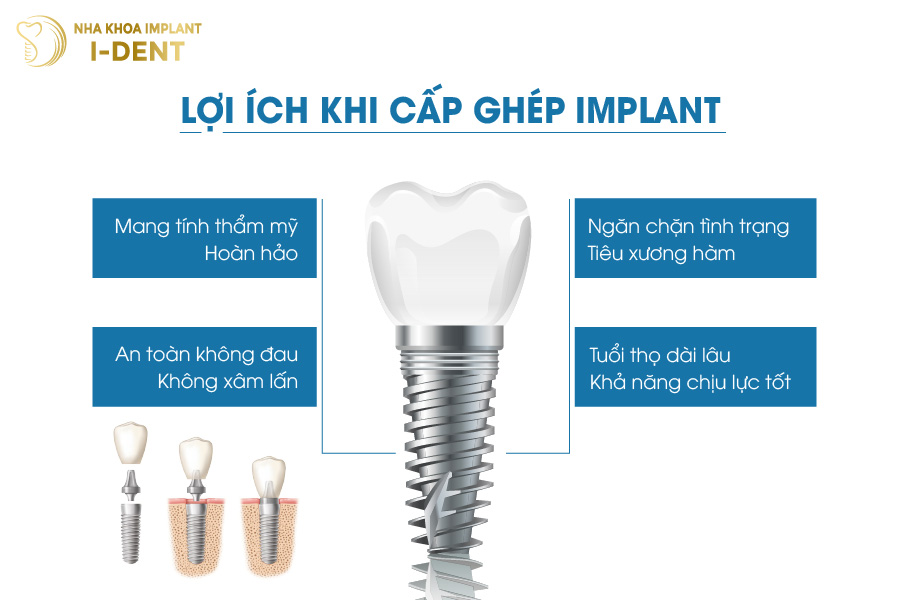 NHA KHOA IMPLANT
I-DENT
LỢI ÍCH KHI CẤP GHÉP IMPLANT
Mang tính thẩm mỹ
Hoàn hảo
Ngăn chặn tình trạng
Tiêu xương hàm
An toàn không đau
Không xâm lấn
Tuổi thọ dài lâu
Khả năng chịu lực tốt